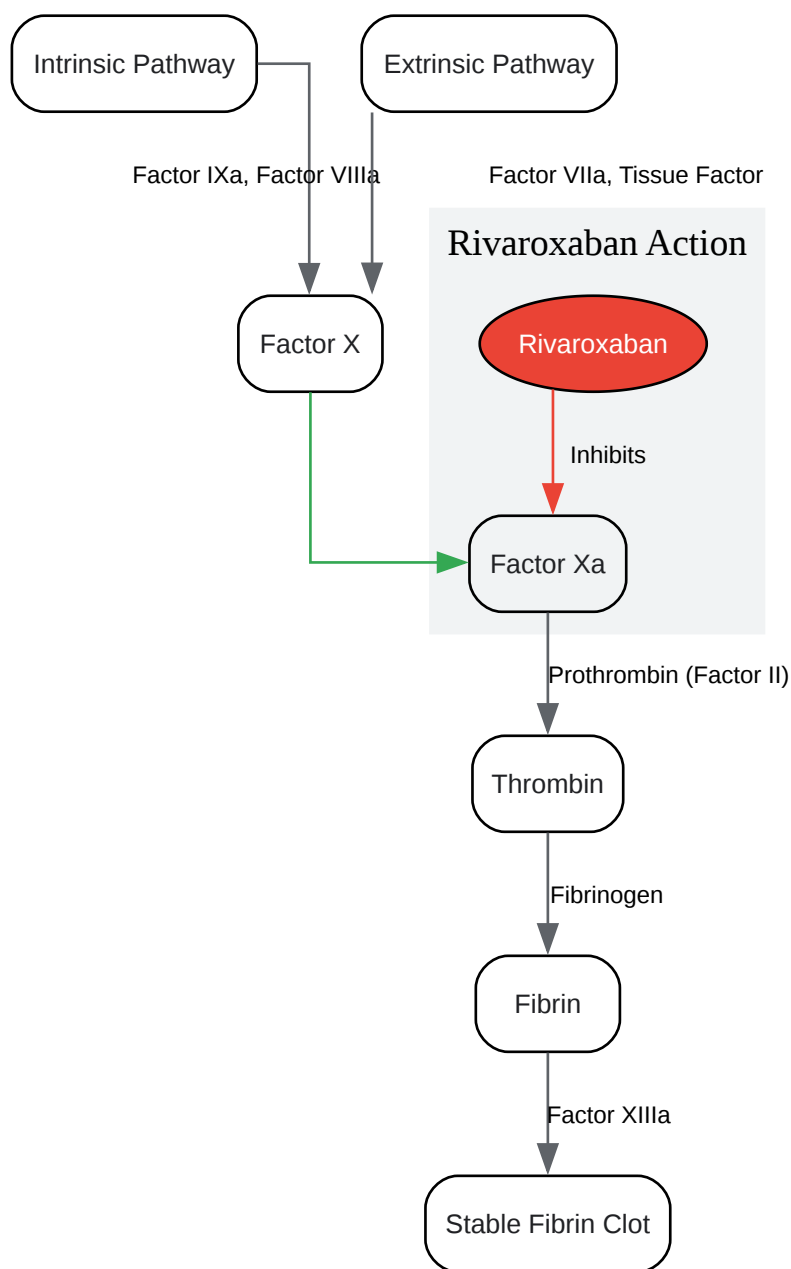 Intrinsic Pathway
Extrinsic Pathway
Factor IXa, Factor VIIIa
Factor VIIa, Tissue Factor
Rivaroxaban Action
Factor X
Rivaroxaban
Inhibits
Factor Xa
Prothrombin (Factor II)
Thrombin
Fibrinogen
Fibrin
Factor XIIIa
Stable Fibrin Clot